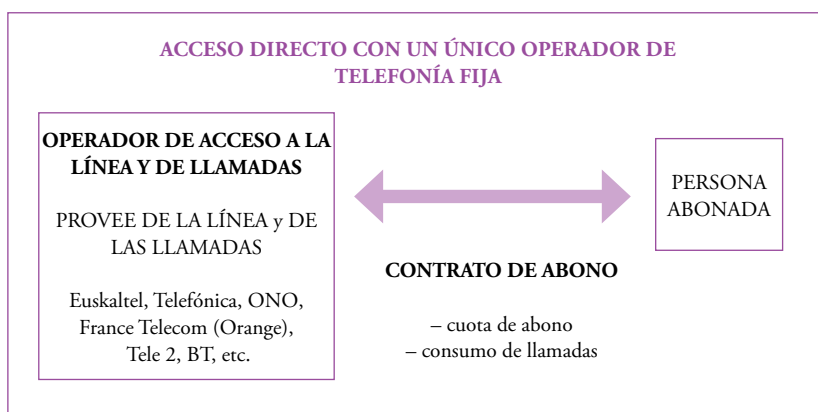 ACCESO DIRECTO CON UN ÚNICO OPERADOR DE
TELEFONÍA FIJA
OPERADOR DE ACCESO A LA
LÍNEA Y DE LLAMADAS
PROVEE DE LA LÍNEA y DE
LAS LLAMADAS
Euskaltel, Telefónica, ONO,
France Telecom (Orange),
Tele 2, BT, etc.
CONTRATO DE ABONO
– cuota de abono
– consumo de llamadas
PERSONA
ABONADA